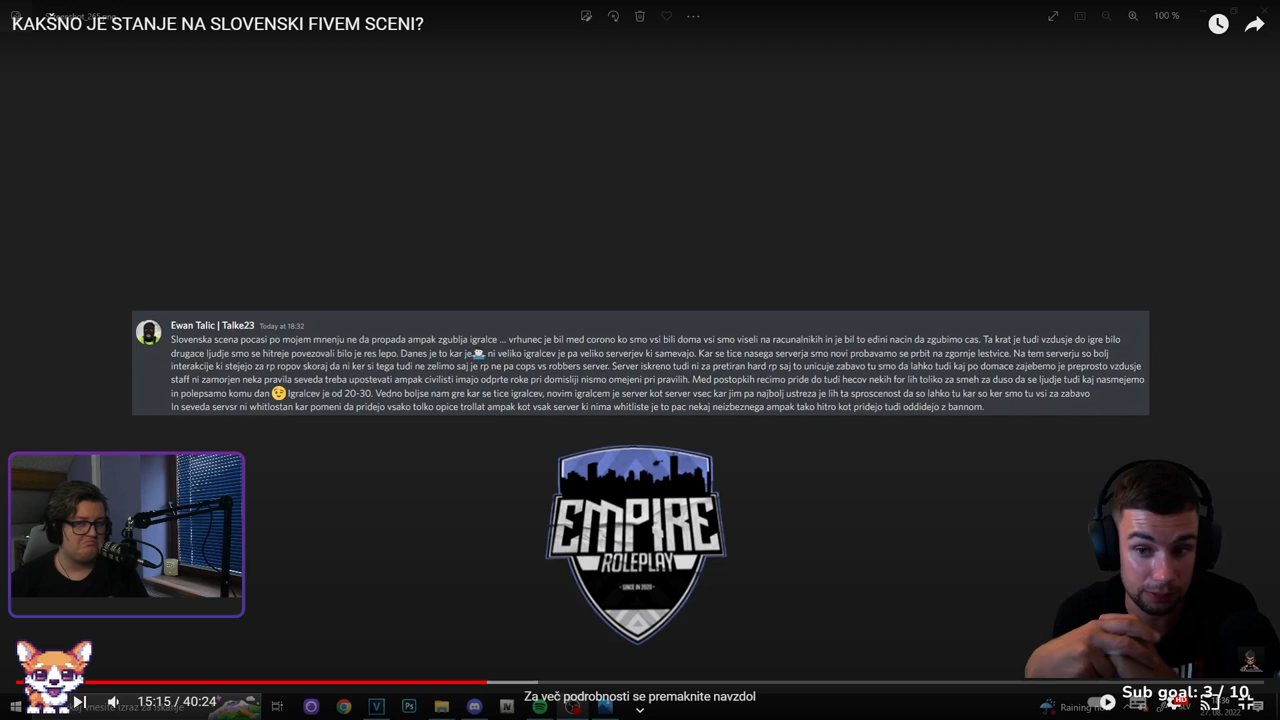 KAKŠNO JE STANJE NA SLOVENSKI FIVEM SCENI?
100 %
Ewan Talic | Talke23 Today at 18:32
Slovenska scena pocasi po mojem mnenju ne da propada ampak zgublja igralce ... vrhunec je bil med corono ko smo vsi bili doma vsi smo viseli na racunalnikih in je bil to edini nacin da zgubimo cas. Ta krat je tudi vzdusje do igre bilo
drugace ljudje smo se hitreje povezovali bilo je res lepo. Danes je to kar je ni veliko igralcev je pa veliko serverjev ki samevajo. Kar se tice nasega serverja smo novi probavamo se prbit na zgornje lestvice. Na tem serverju so bolj
interakcije ki stejejo za rp ropov skoraj da ni ker si tega tudi ne zelimo saj je rp ne pa cops vs robbers server. Server iskreno tudi ni za pretiran hard rp saj to unicuje zabavo tu smo da lahko tudi kaj po domace zajebemo je preprosto vzdusje
staff ni zamorjen neka pravila seveda treba upostevati ampak civilisti imajo odprte roke pri domisliji nismo omejeni pri pravilih. Med postopkih recimo pride do tudi hecov nekih for lih toliko za smeh za duso da se ljudje tudi kaj nasmejemo
in polepsamo komu dan 😉Igralcev je od 20-30. Vedno boljse nam gre kar se tice igralcev, novim igralcem je server kot server vsec kar jim pa najbolj ustreza je lih ta sproscenost da so lahko tu kar so ker smo tu vsi za zabavo
In seveda servsr ni whitlostan kar pomeni da pridejo vsako tolko opice trollat ampak kot vsak server ki nima whitliste je to pac nekaj neizbeznega ampak tako hitro kot pridejo tudi oddidejo z bannom.
EMPIRE
ROLEPLAY
- SINCE IN 2020 -
15:15 / 40:24
Za več podrobnosti se premaknite navzdol
Sub goal: 3 / 10
HD
27. 08. 2022